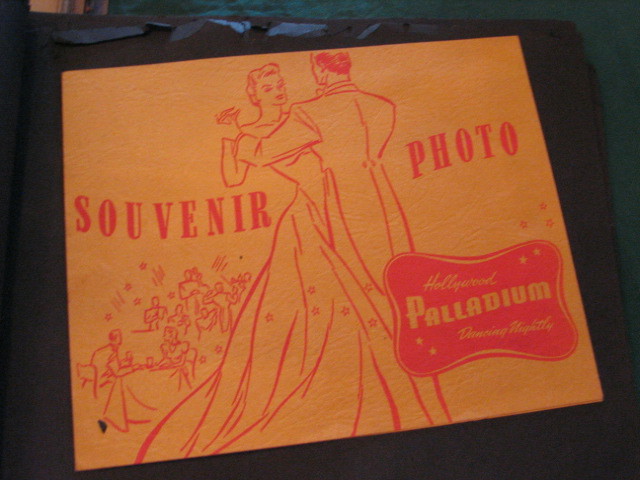 SOUVENIR PHOTO
Hollywood
PALLADIUM
Dancing Nightly